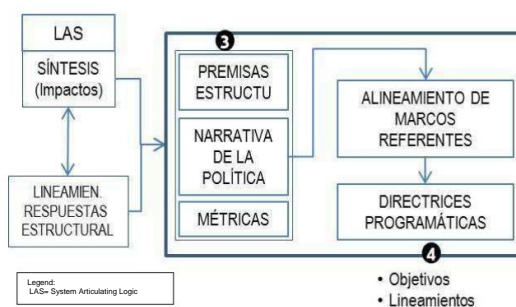 LAS
SÍNTESIS
(Impactos)
LINEAMIEN.
RESPUESTAS
ESTRUCTURAL
3
PREMISAS
ESTRUCTU
NARRATIVA
DE LA
POLÍTICA
MÉTRICAS
ALINEAMIENTO DE
MARCOS
REFERENTES
DIRECTRICES
PROGRAMÁTICAS
4
• Objetivos
• Lineamientos
Legend:
LAS= System Articulating Logic